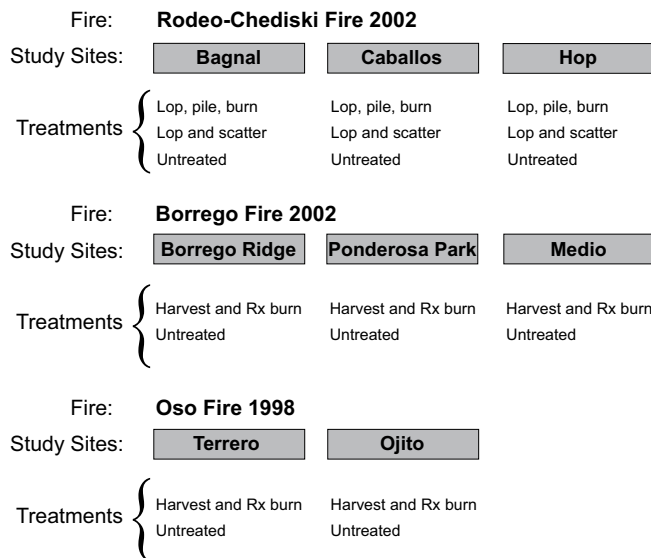 Fire: Rodeo-Chediski Fire 2002
Study Sites: Bagnal Caballos Hop
Lop, pile, burn Lop, pile, burn Lop, pile, burn
Treatments Lop and scatter Lop and scatter Lop and scatter
Untreated Untreated Untreated
Fire: Borrego Fire 2002
Study Sites: Borrego Ridge Ponderosa Park Medio
Treatments Harvest and Rx burn Harvest and Rx burn Harvest and Rx burn
Untreated Untreated Untreated
Fire: Oso Fire 1998
Study Sites: Terrero Ojito
Treatments Harvest and Rx burn Harvest and Rx burn
Untreated Untreated